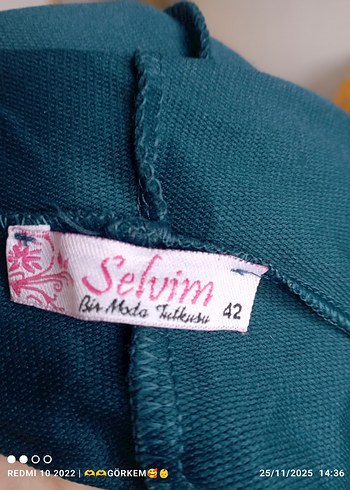 Selvim
Bir Moda Tutkusu 42
REDMI 10 2022 | 🫶🫶GÖRKEM🥰👶
25/11/2025 14:36